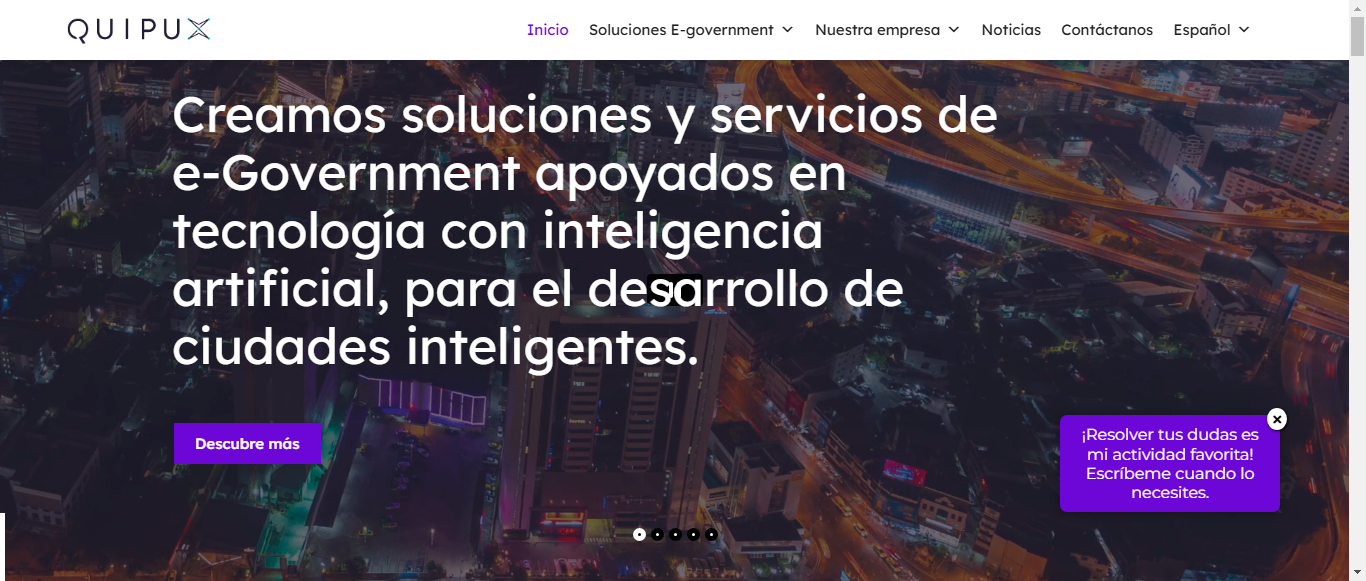 QUIPUX
Inicio
Soluciones E-government
Nuestra empresa
Noticias
Contáctanos
Español
Creamos soluciones y servicios de
e-Government apoyados en
tecnología con inteligencia
artificial, para el desarrollo de
ciudades inteligentes.
Descubre más
¡Resolver tus dudas es
mi actividad favorita!
Escríbeme cuando lo
necesites.